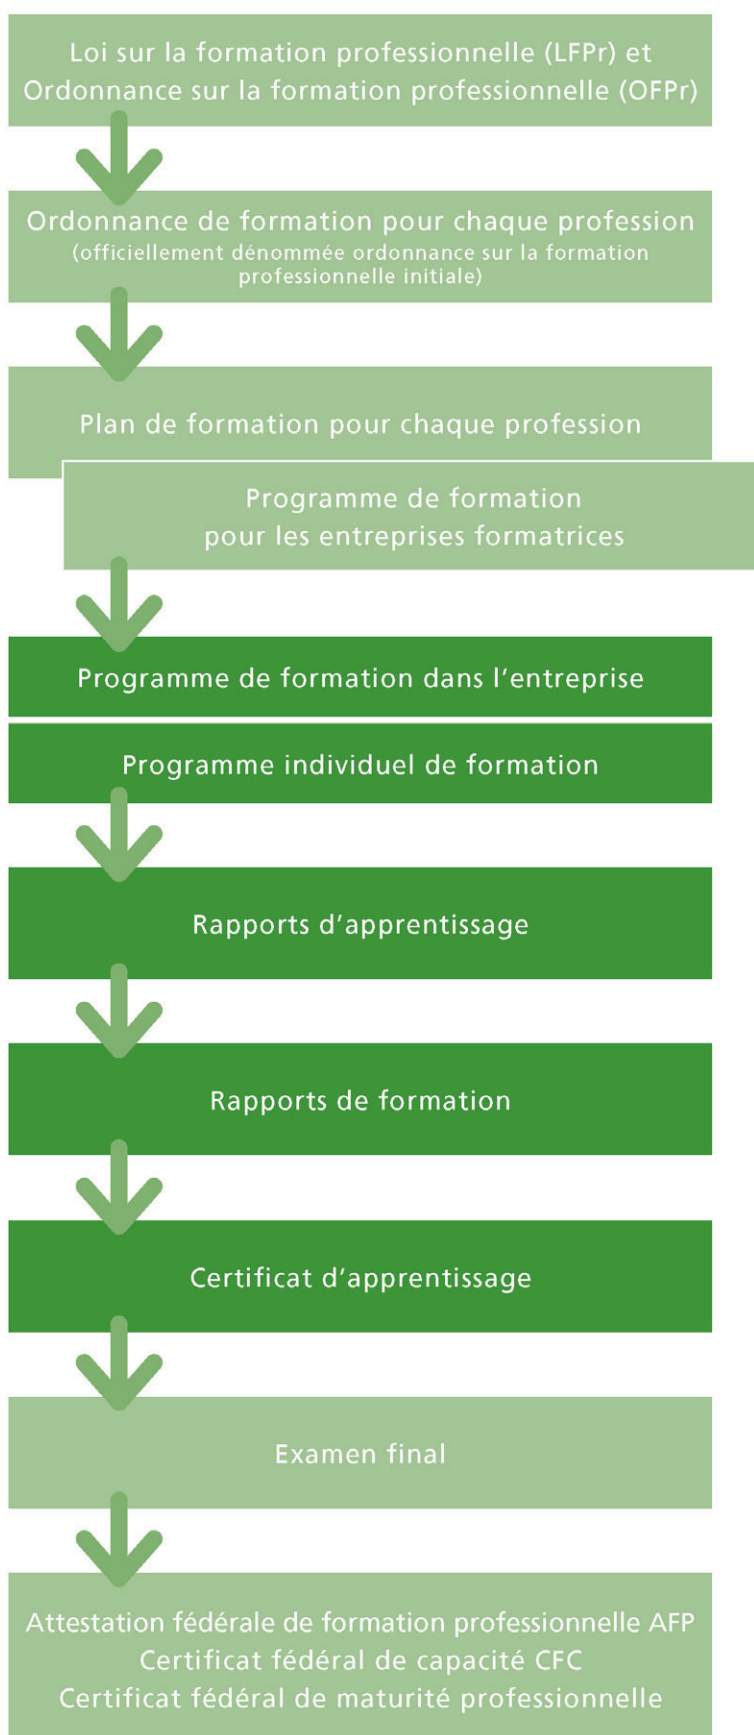 Loi sur la formation professionnelle (LFPr) et
Ordonnance sur la formation professionnelle (OFPr)
Ordonnance de formation pour chaque profession
(officiellement dénommée ordonnance sur la formation
professionnelle initiale)
Plan de formation pour chaque profession
Programme de formation
pour les entreprises formatrices
Programme de formation dans l’entreprise
Programme individuel de formation
Rapports d’apprentissage
Rapports de formation
Certificat d’apprentissage
Examen final
Attestation fédérale de formation professionnelle AFP
Certificat fédéral de capacité CFC
Certificat fédéral de maturité professionnelle